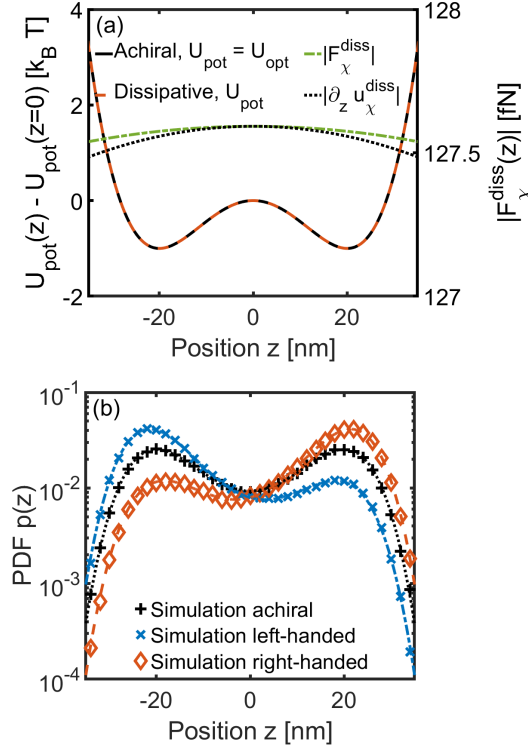 (a)
4
2
0
-2
U_pot(z) - U_pot(z=0) [k_B T]
Achiral, U_pot = U_opt
Dissipative, U_pot
|F_χ^diss|
|∂_z u_χ^diss|
128
127.5
127
|F_χ^diss(z)| [fN]
-20 0 20
Position z [nm]
(b)
10^-1
10^-2
10^-3
10^-4
PDF p(z)
Simulation achiral
Simulation left-handed
Simulation right-handed
-20 0 20
Position z [nm]